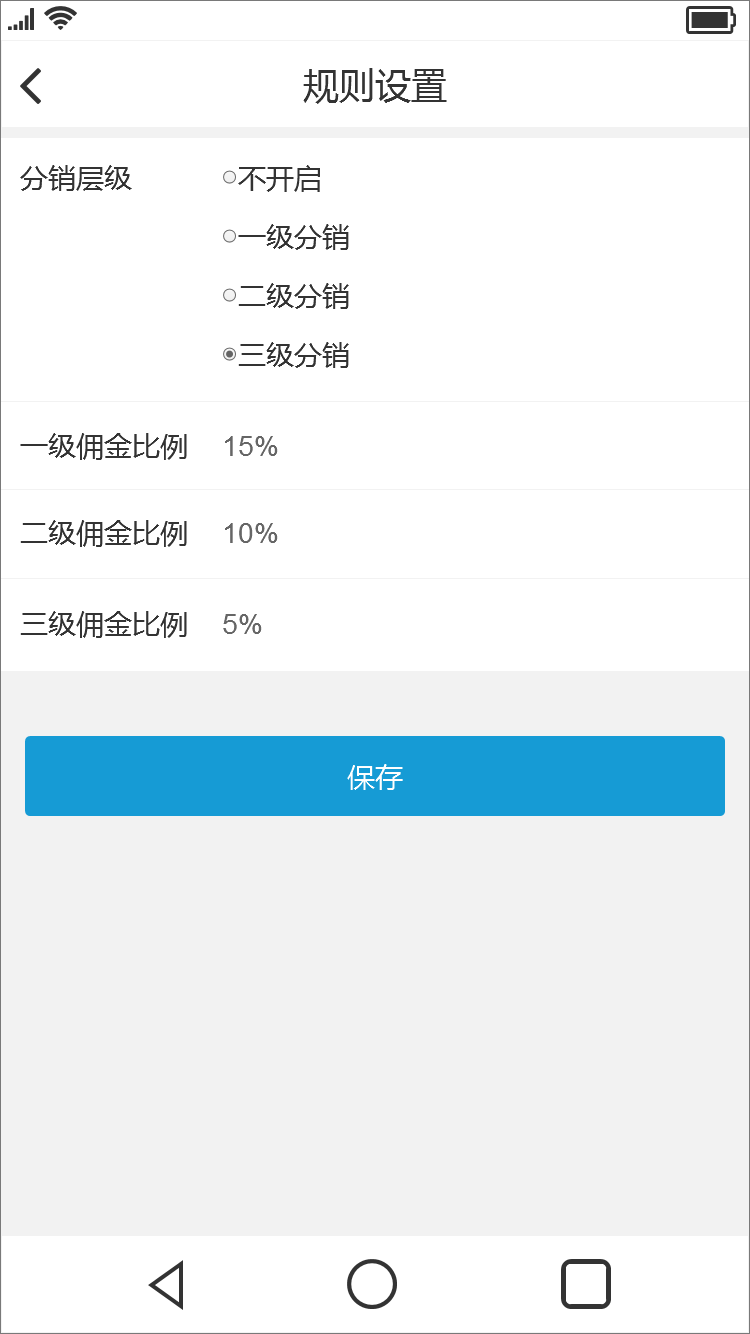 规则设置
分销层级
不开启
一级分销
二级分销
三级分销
一级佣金比例 15%
二级佣金比例 10%
三级佣金比例 5%
保存